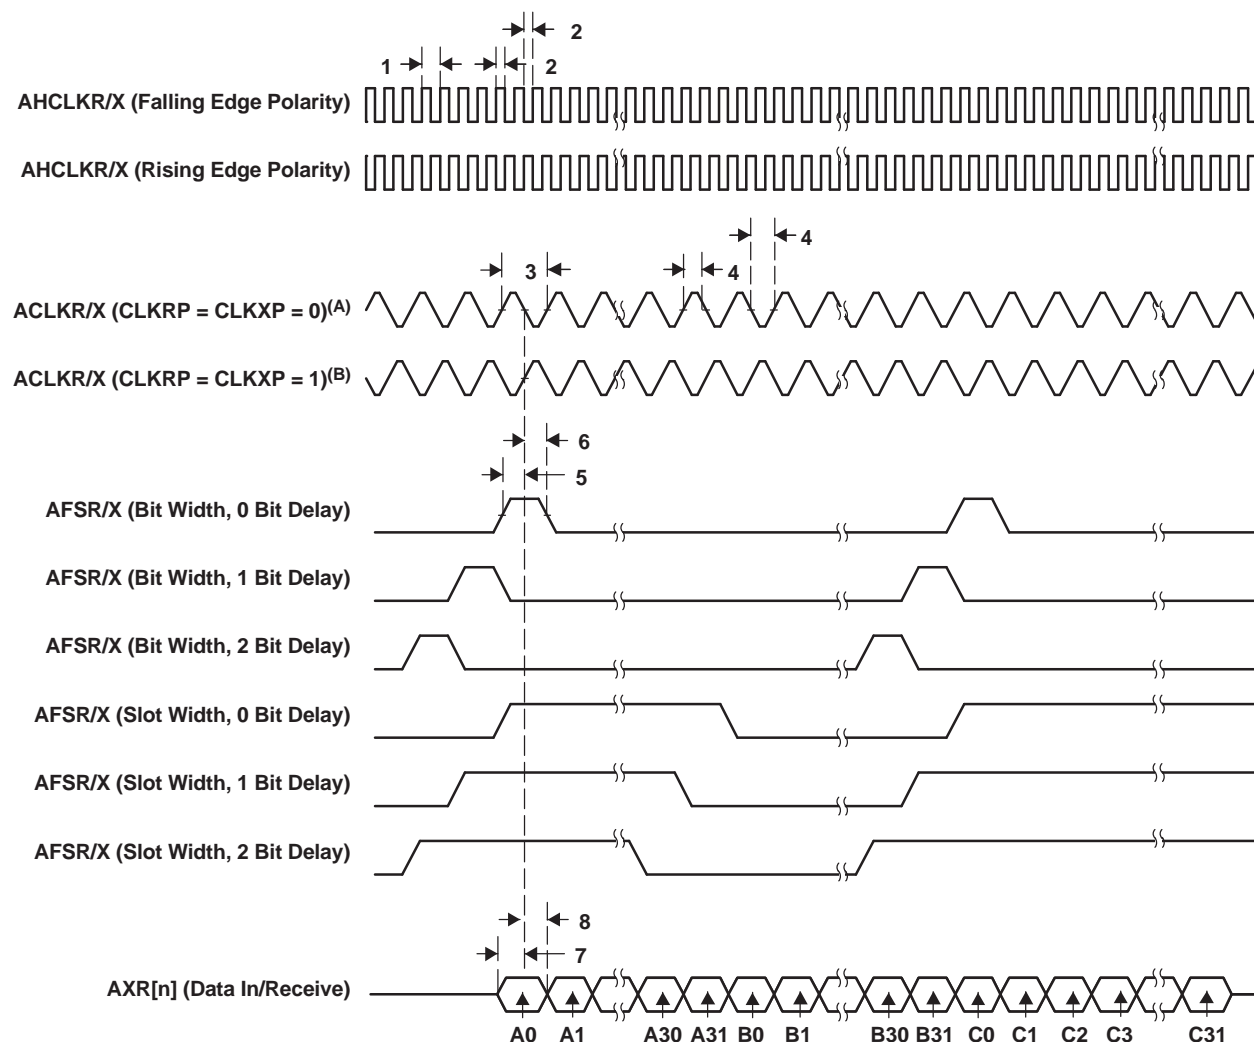 2
1
2
AHCLKR/X (Falling Edge Polarity)
AHCLKR/X (Rising Edge Polarity)
4
3
4
ACLKR/X (CLKRP = CLKXP = 0)(A)
ACLKR/X (CLKRP = CLKXP = 1)(B)
6
5
AFSR/X (Bit Width, 0 Bit Delay)
AFSR/X (Bit Width, 1 Bit Delay)
AFSR/X (Bit Width, 2 Bit Delay)
AFSR/X (Slot Width, 0 Bit Delay)
AFSR/X (Slot Width, 1 Bit Delay)
AFSR/X (Slot Width, 2 Bit Delay)
8
7
AXR[n] (Data In/Receive)
A0 A1 A30 A31 B0 B1 B30 B31 C0 C1 C2 C3 C31